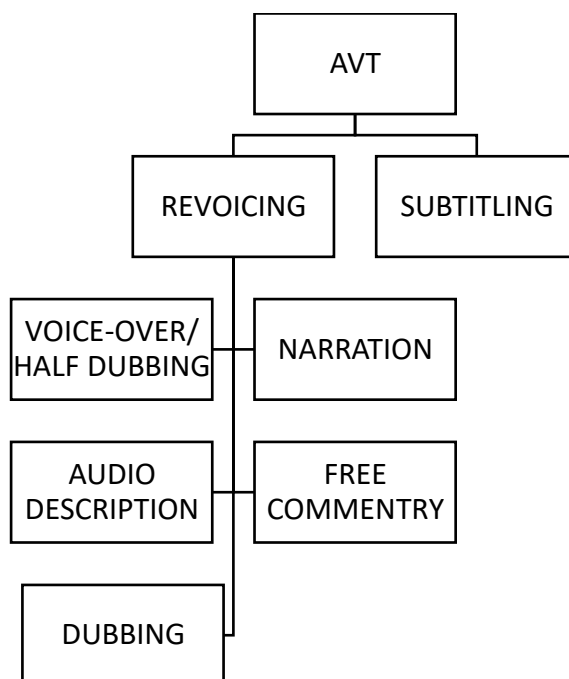 AVT
REVOICING
SUBTITLING
VOICE-OVER/
HALF DUBBING
NARRATION
AUDIO
DESCRIPTION
FREE
COMMENTRY
DUBBING